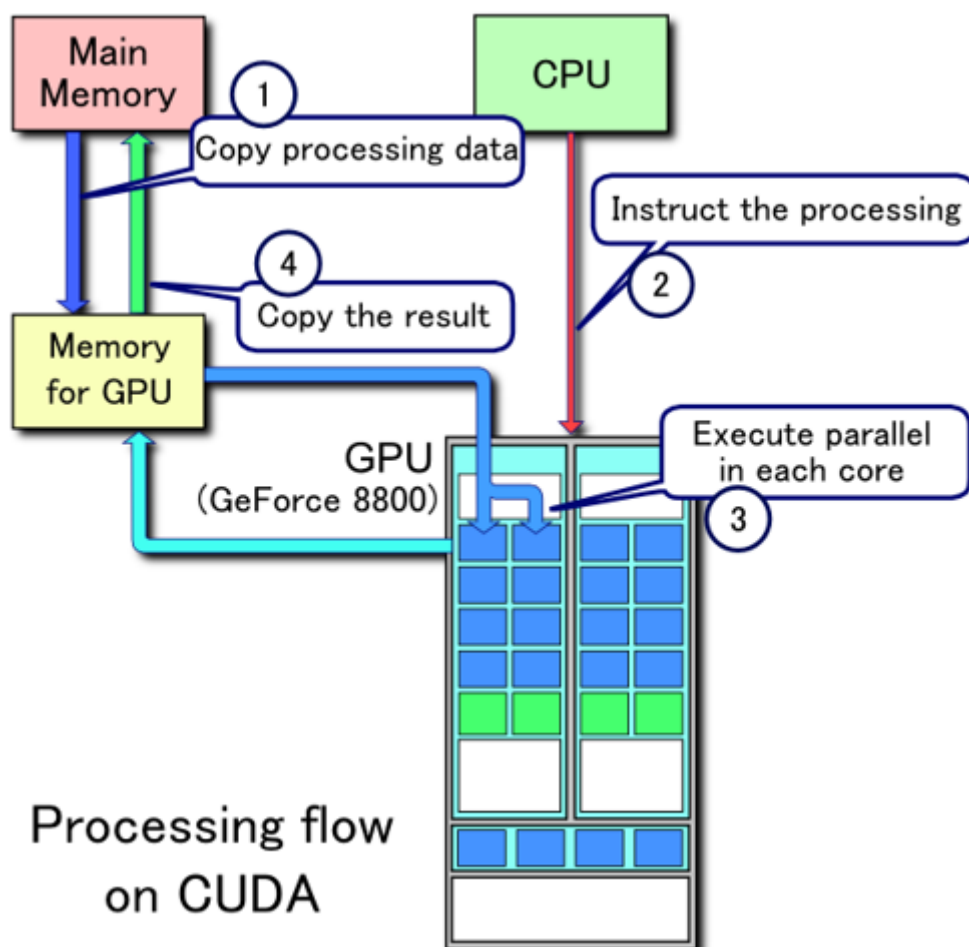 Main
Memory
CPU
1
Copy processing data
Instruct the processing
2
4
Copy the result
Memory
for GPU
Execute parallel
in each core
3
GPU
(GeForce 8800)
Processing flow
on CUDA